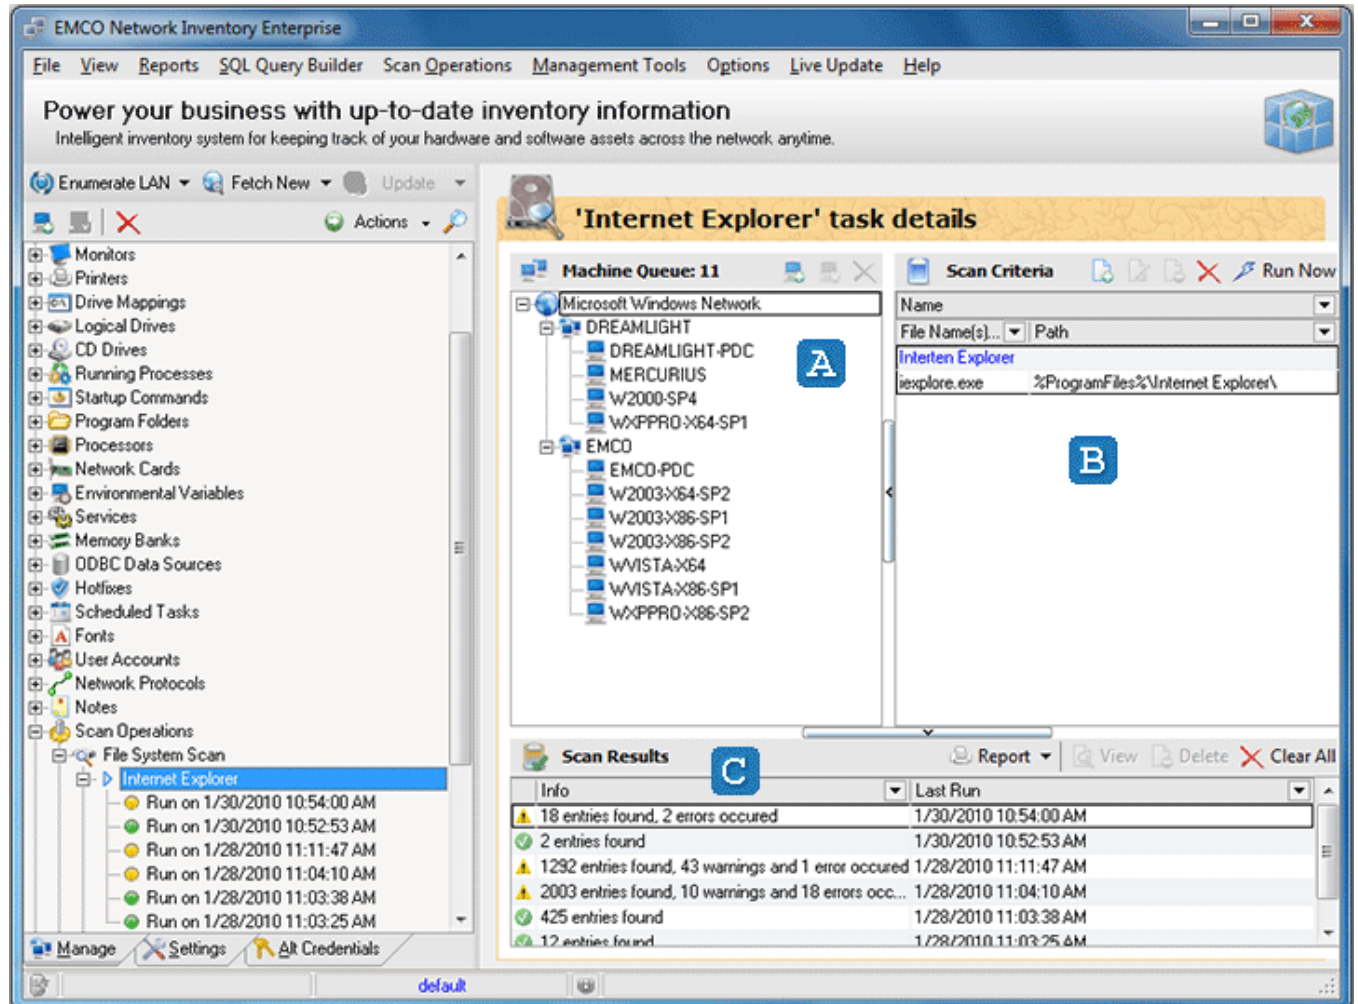 EMCO Network Inventory Enterprise
File View Reports SQL Query Builder Scan Operations Management Tools Options Live Update Help
Power your business with up-to-date inventory information
Intelligent inventory system for keeping track of your hardware and software assets across the network anytime.
Enumerate LAN Fetch New Update
Actions
Monitors
Printers
Drive Mappings
Logical Drives
CD Drives
Running Processes
Startup Commands
Program Folders
Processors
Network Cards
Environmental Variables
Services
Memory Banks
ODBC Data Sources
Hotfixes
Scheduled Tasks
Fonts
User Accounts
Network Protocols
Notes
Scan Operations
File System Scan
Internet Explorer
Run on 1/30/2010 10:54:00 AM
Run on 1/30/2010 10:52:53 AM
Run on 1/28/2010 11:11:47 AM
Run on 1/28/2010 11:04:10 AM
Run on 1/28/2010 11:03:38 AM
Run on 1/28/2010 11:03:25 AM
Manage Settings Alt Credentials
default
'Internet Explorer' task details
Machine Queue: 11
Microsoft Windows Network
DREAMLIGHT
DREAMLIGHT-PDC
MERCURIUS
W2000-SP4
WXPPRO-X64-SP1
EMCO
EMCO-PDC
W2003-X64-SP2
W2003-X86-SP1
W2003-X86-SP2
WVISTA-X64
WVISTA-X86-SP1
WXPPRO-X86-SP2
A
Scan Criteria Run Now
Name
File Name(s)... Path
Interten Explorer
iexplore.exe %ProgramFiles%\Internet Explorer\
B
Scan Results C Report View Delete Clear All
Info Last Run
18 entries found, 2 errors occured 1/30/2010 10:54:00 AM
2 entries found 1/30/2010 10:52:53 AM
1292 entries found, 43 warnings and 1 error occured 1/28/2010 11:11:47 AM
2003 entries found, 10 warnings and 18 errors occ... 1/28/2010 11:04:10 AM
425 entries found 1/28/2010 11:03:38 AM
12 entries found 1/28/2010 11:03:25 AM